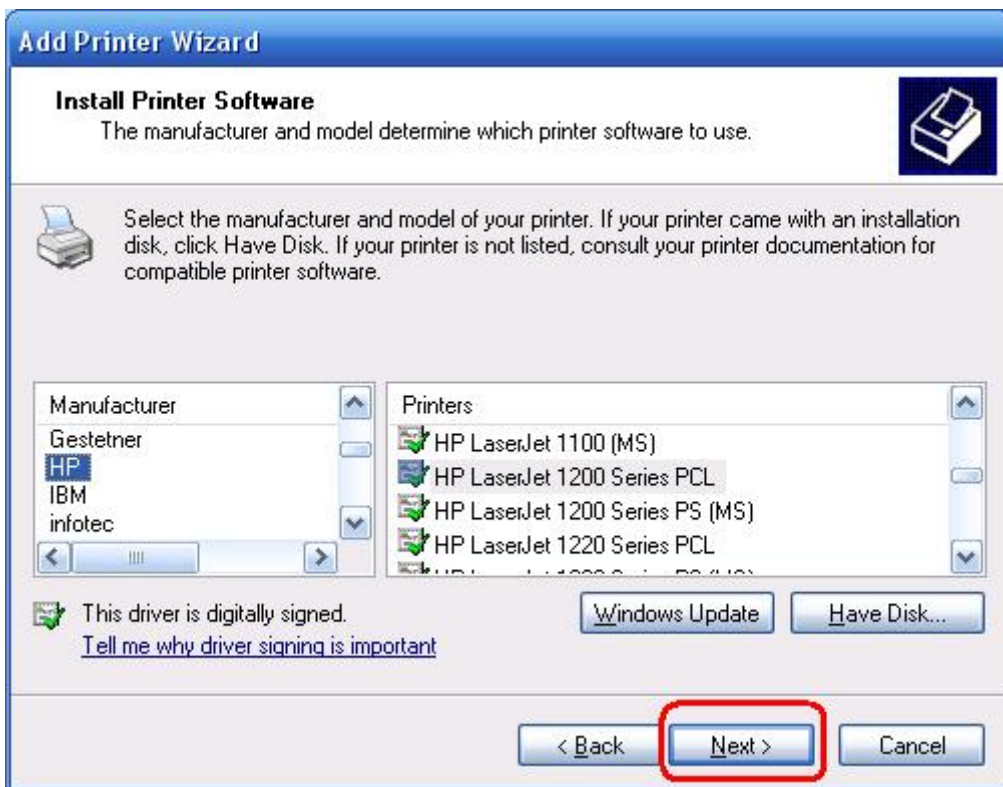 Add Printer Wizard
Install Printer Software
The manufacturer and model determine which printer software to use.
Select the manufacturer and model of your printer. If your printer came with an installation
disk, click Have Disk. If your printer is not listed, consult your printer documentation for
compatible printer software.
Manufacturer
Gestetner
HP
IBM
infotec
Printers
HP LaserJet 1100 (MS)
HP LaserJet 1200 Series PCL
HP LaserJet 1200 Series PS (MS)
HP LaserJet 1220 Series PCL
This driver is digitally signed.
Tell me why driver signing is important
Windows Update
Have Disk...
< Back
Next >
Cancel